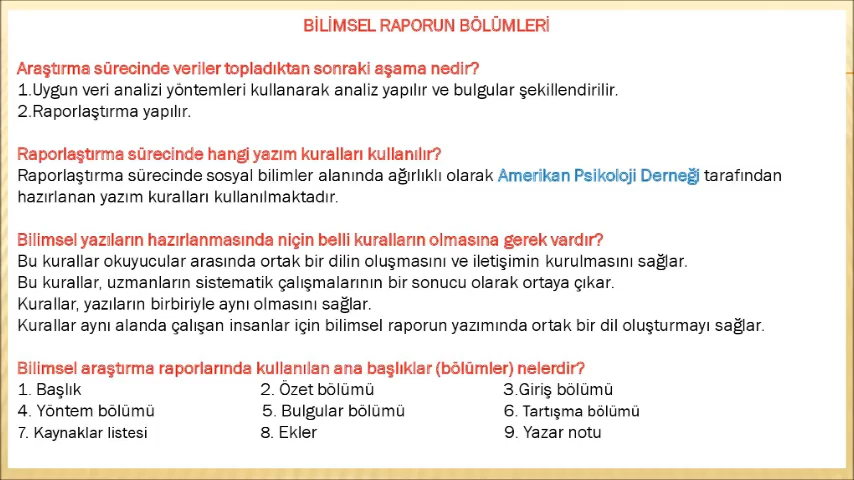 BİLİMSEL RAPORUN BÖLÜMLERİ
Araştırma sürecinde veriler topladıktan sonraki aşama nedir?
1.Uygun veri analizi yöntemleri kullanarak analiz yapılır ve bulgular şekillendirilir.
2.Raporlaştırma yapılır.
Raporlaştırma sürecinde hangi yazım kuralları kullanılır?
Raporlaştırma sürecinde sosyal bilimler alanında ağırlıklı olarak Amerikan Psikoloji Derneği tarafından
hazırlanan yazım kuralları kullanılmaktadır.
Bilimsel yazıların hazırlanmasında niçin belli kuralların olmasına gerek vardır?
Bu kurallar okuyucular arasında ortak bir dilin oluşmasını ve iletişimin kurulmasını sağlar.
Bu kurallar, uzmanların sistematik çalışmalarının bir sonucu olarak ortaya çıkar.
Kurallar, yazıların birbiriyle aynı olmasını sağlar.
Kurallar aynı alanda çalışan insanlar için bilimsel raporun yazımında ortak bir dil oluşturmayı sağlar.
Bilimsel araştırma raporlarında kullanılan ana başlıklar (bölümler) nelerdir?
1. Başlık 2. Özet bölümü 3.Giriş bölümü
4. Yöntem bölümü 5. Bulgular bölümü 6. Tartışma bölümü
7. Kaynaklar listesi 8. Ekler 9. Yazar notu